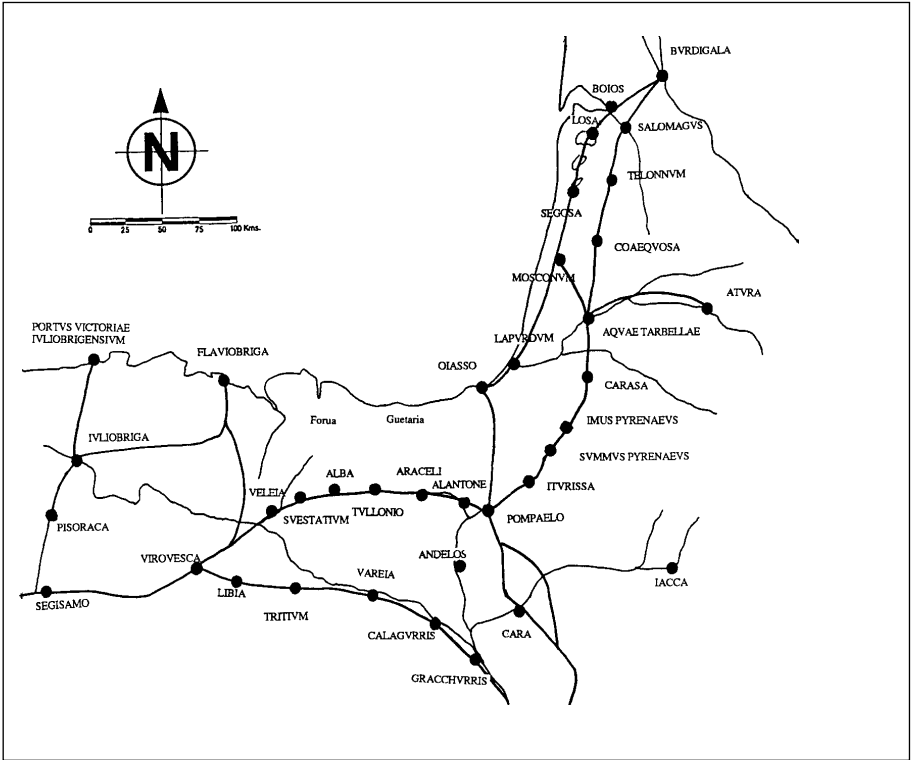 BVRDIGALA
BOIOS
LOSA
SALOMAGVS
N
TELONNVM
0 25 50 75 100 Kms.
SEGOSA
COAEQVOSA
MOSCONVM
ATVRA
PORTVS VICTORIAE
IVLIOBRIGENSIVM
AQVAE TARBELLAE
LAPVRDVM
FLAVIOBRIGA
OIASSO
CARASA
Forua
Guetaria
IMUS PYRENAEVS
IVLIOBRIGA
SVMMVS PYRENAEVS
ALBA
ARACELI
ALANTONE
ITVRISSA
VELEIA
SVESTATIVM
TVLLONIO
POMPAELO
PISORACA
VIROVESCA
ANDELOS
VAREIA
IACCA
LIBIA
SEGISAMO
TRITIVM
CALAGVRRIS
CARA
GRACCHVRRIS